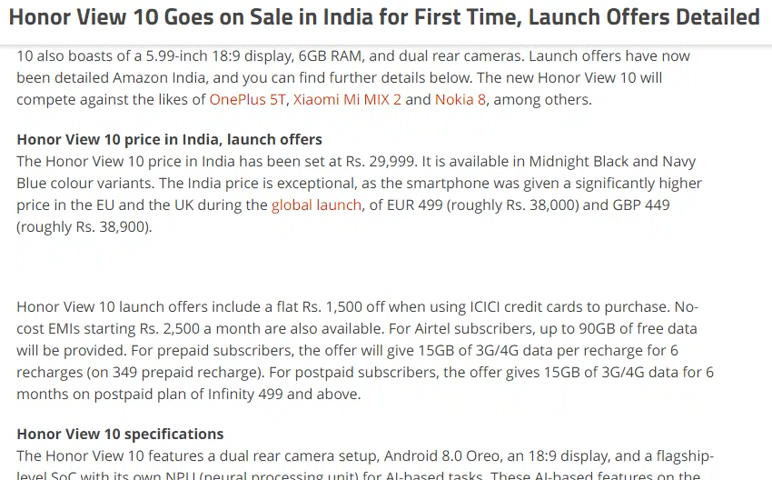 Honor View 10 Goes on Sale in India for First Time, Launch Offers Detailed
10 also boasts of a 5.99-inch 18:9 display, 6GB RAM, and dual rear cameras. Launch offers have now
been detailed Amazon India, and you can find further details below. The new Honor View 10 will
compete against the likes of OnePlus 5T, Xiaomi Mi MIX 2 and Nokia 8, among others.
Honor View 10 price in India, launch offers
The Honor View 10 price in India has been set at Rs. 29,999. It is available in Midnight Black and Navy
Blue colour variants. The India price is exceptional, as the smartphone was given a significantly higher
price in the EU and the UK during the global launch, of EUR 499 (roughly Rs. 38,000) and GBP 449
(roughly Rs. 38,900).
Honor View 10 launch offers include a flat Rs. 1,500 off when using ICICI credit cards to purchase. No-
cost EMIs starting Rs. 2,500 a month are also available. For Airtel subscribers, up to 90GB of free data
will be provided. For prepaid subscribers, the offer will give 15GB of 3G/4G data per recharge for 6
recharges (on 349 prepaid recharge). For postpaid subscribers, the offer gives 15GB of 3G/4G data for 6
months on postpaid plan of Infinity 499 and above.
Honor View 10 specifications
The Honor View 10 features a dual rear camera setup, Android 8.0 Oreo, an 18:9 display, and a flagship-
level SoC with its own NPU (neural processing unit) for AI-based tasks. These AI-based features on the